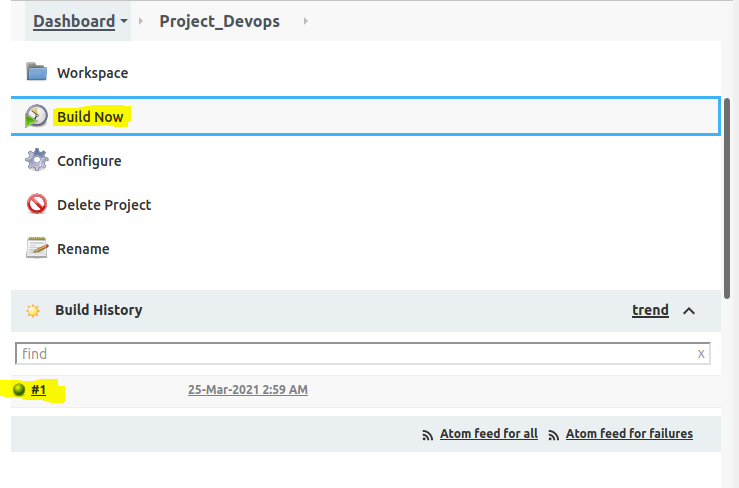 Dashboard Project_Devops
Workspace
Build Now
Configure
Delete Project
Rename
Build History trend
find x
#1 25-Mar-2021 2:59 AM
Atom feed for all Atom feed for failures